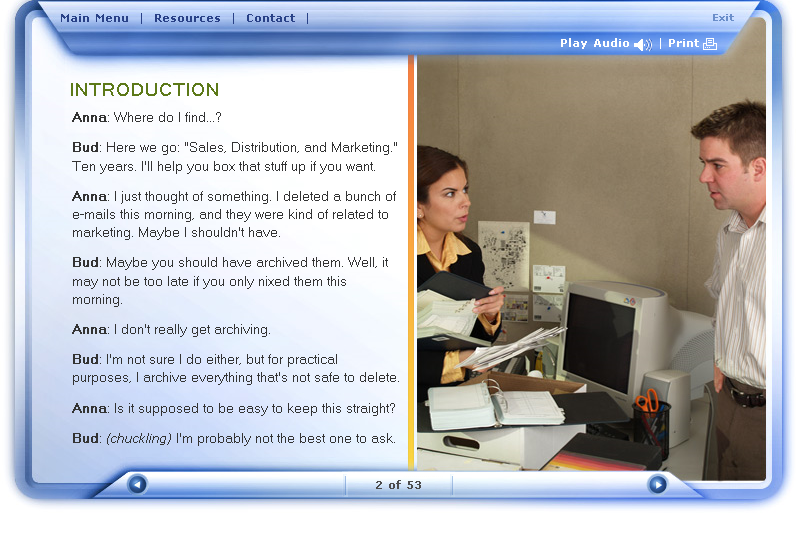 Main Menu | Resources | Contact |
Exit
Play Audio | Print
INTRODUCTION
Anna: Where do I find...?
Bud: Here we go: "Sales, Distribution, and Marketing."
Ten years. I'll help you box that stuff up if you want.
Anna: I just thought of something. I deleted a bunch of
e-mails this morning, and they were kind of related to
marketing. Maybe I shouldn't have.
Bud: Maybe you should have archived them. Well, it
may not be too late if you only nixed them this
morning.
Anna: I don't really get archiving.
Bud: I'm not sure I do either, but for practical
purposes, I archive everything that's not safe to delete.
Anna: Is it supposed to be easy to keep this straight?
Bud: (chuckling) I'm probably not the best one to ask.
2 of 53